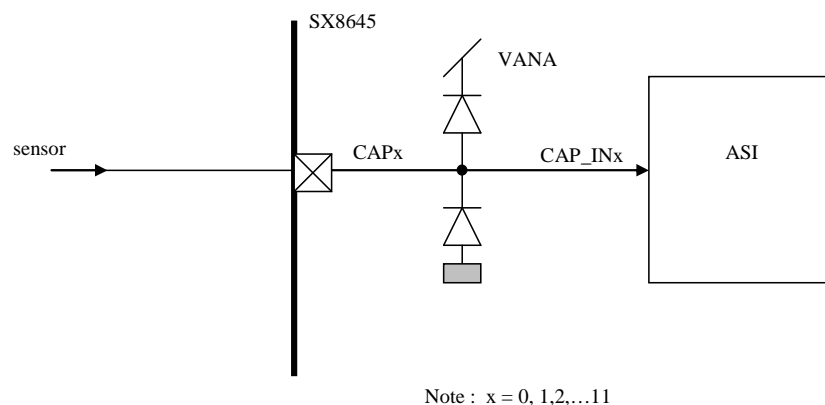 SX8645
VANA
sensor
CAPx
CAP_INx
ASI
Note : x = 0, 1,2,…11